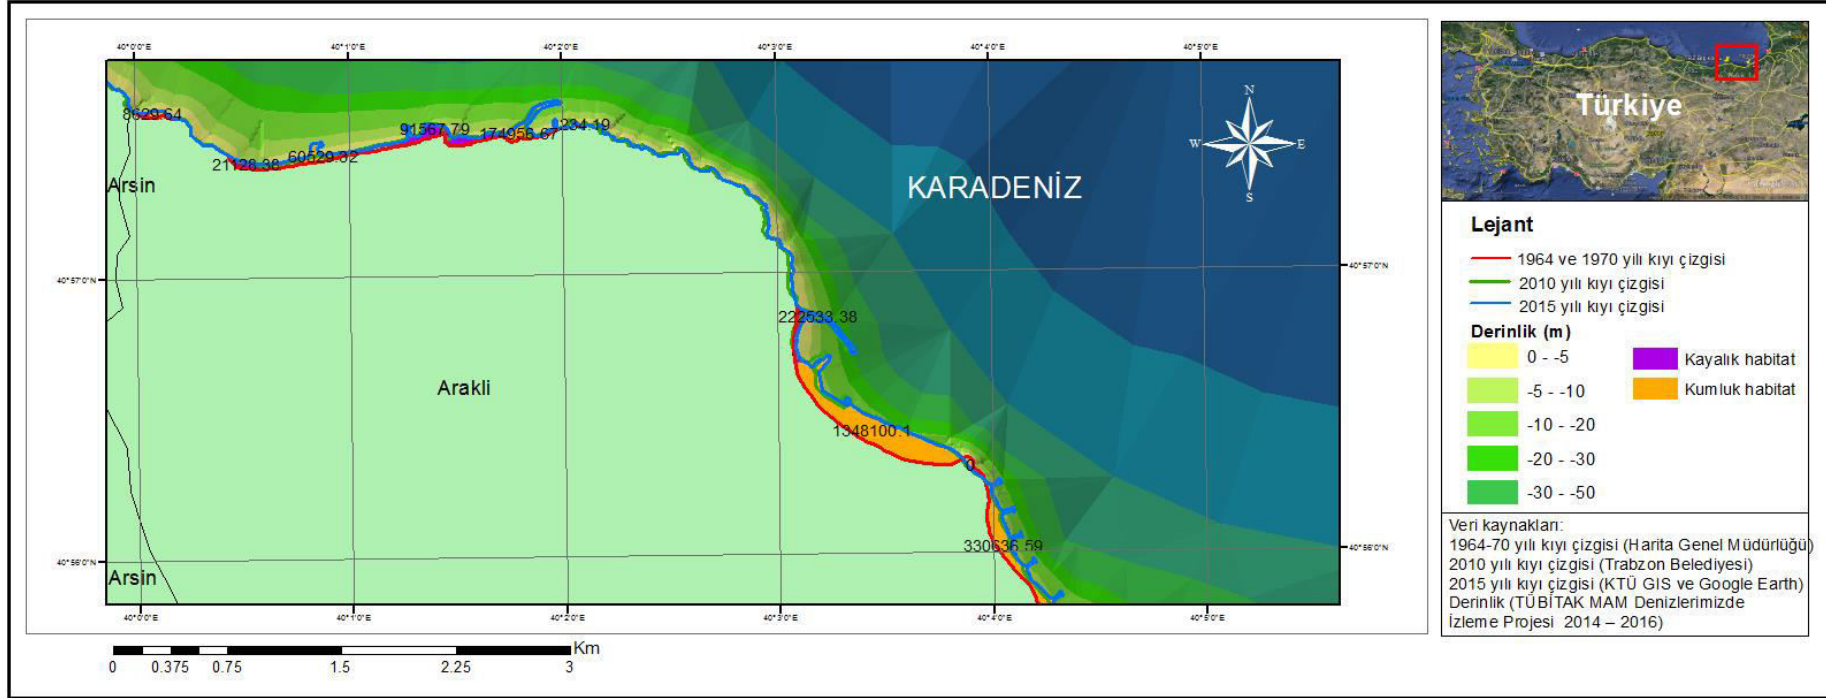 40°0'0"E 40°1'0"E 40°2'0"E 40°3'0"E 40°4'0"E 40°5'0"E
8629.64
91567.79
174956.67
234.19
21128.38
60529.32
Arsin
KARADENİZ
N
W E
S
40°57'0"N
40°57'0"N
222533.38
Arakli
1348100.1
0
330636.59
40°56'0"N
40°56'0"N
Arsin
40°0'0"E 40°1'0"E 40°2'0"E 40°3'0"E 40°4'0"E 40°5'0"E
0 0.375 0.75 1.5 2.25 3
Km
Türkiye
Lejant
1964 ve 1970 yılı kıyı çizgisi
2010 yılı kıyı çizgisi
2015 yılı kıyı çizgisi
Derinlik (m)
0 - -5
-5 - -10
-10 - -20
-20 - -30
-30 - -50
Kayalık habitat
Kumluk habitat
Veri kaynakları:
1964-70 yılı kıyı çizgisi (Harita Genel Müdürlüğü)
2010 yılı kıyı çizgisi (Trabzon Belediyesi)
2015 yılı kıyı çizgisi (KTÜ GIS ve Google Earth)
Derinlik (TÜBİTAK MAM Denizlerimizde
İzleme Projesi 2014 – 2016)